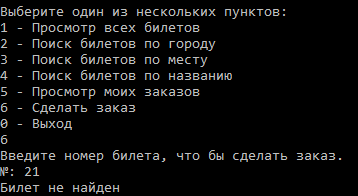 Выберите один из нескольких пунктов:
1 - Просмотр всех билетов
2 - Поиск билетов по городу
3 - Поиск билетов по месту
4 - Поиск билетов по названию
5 - Просмотр моих заказов
6 - Сделать заказ
0 - Выход
6
Введите номер билета, что бы сделать заказ.
№: 21
Билет не найден